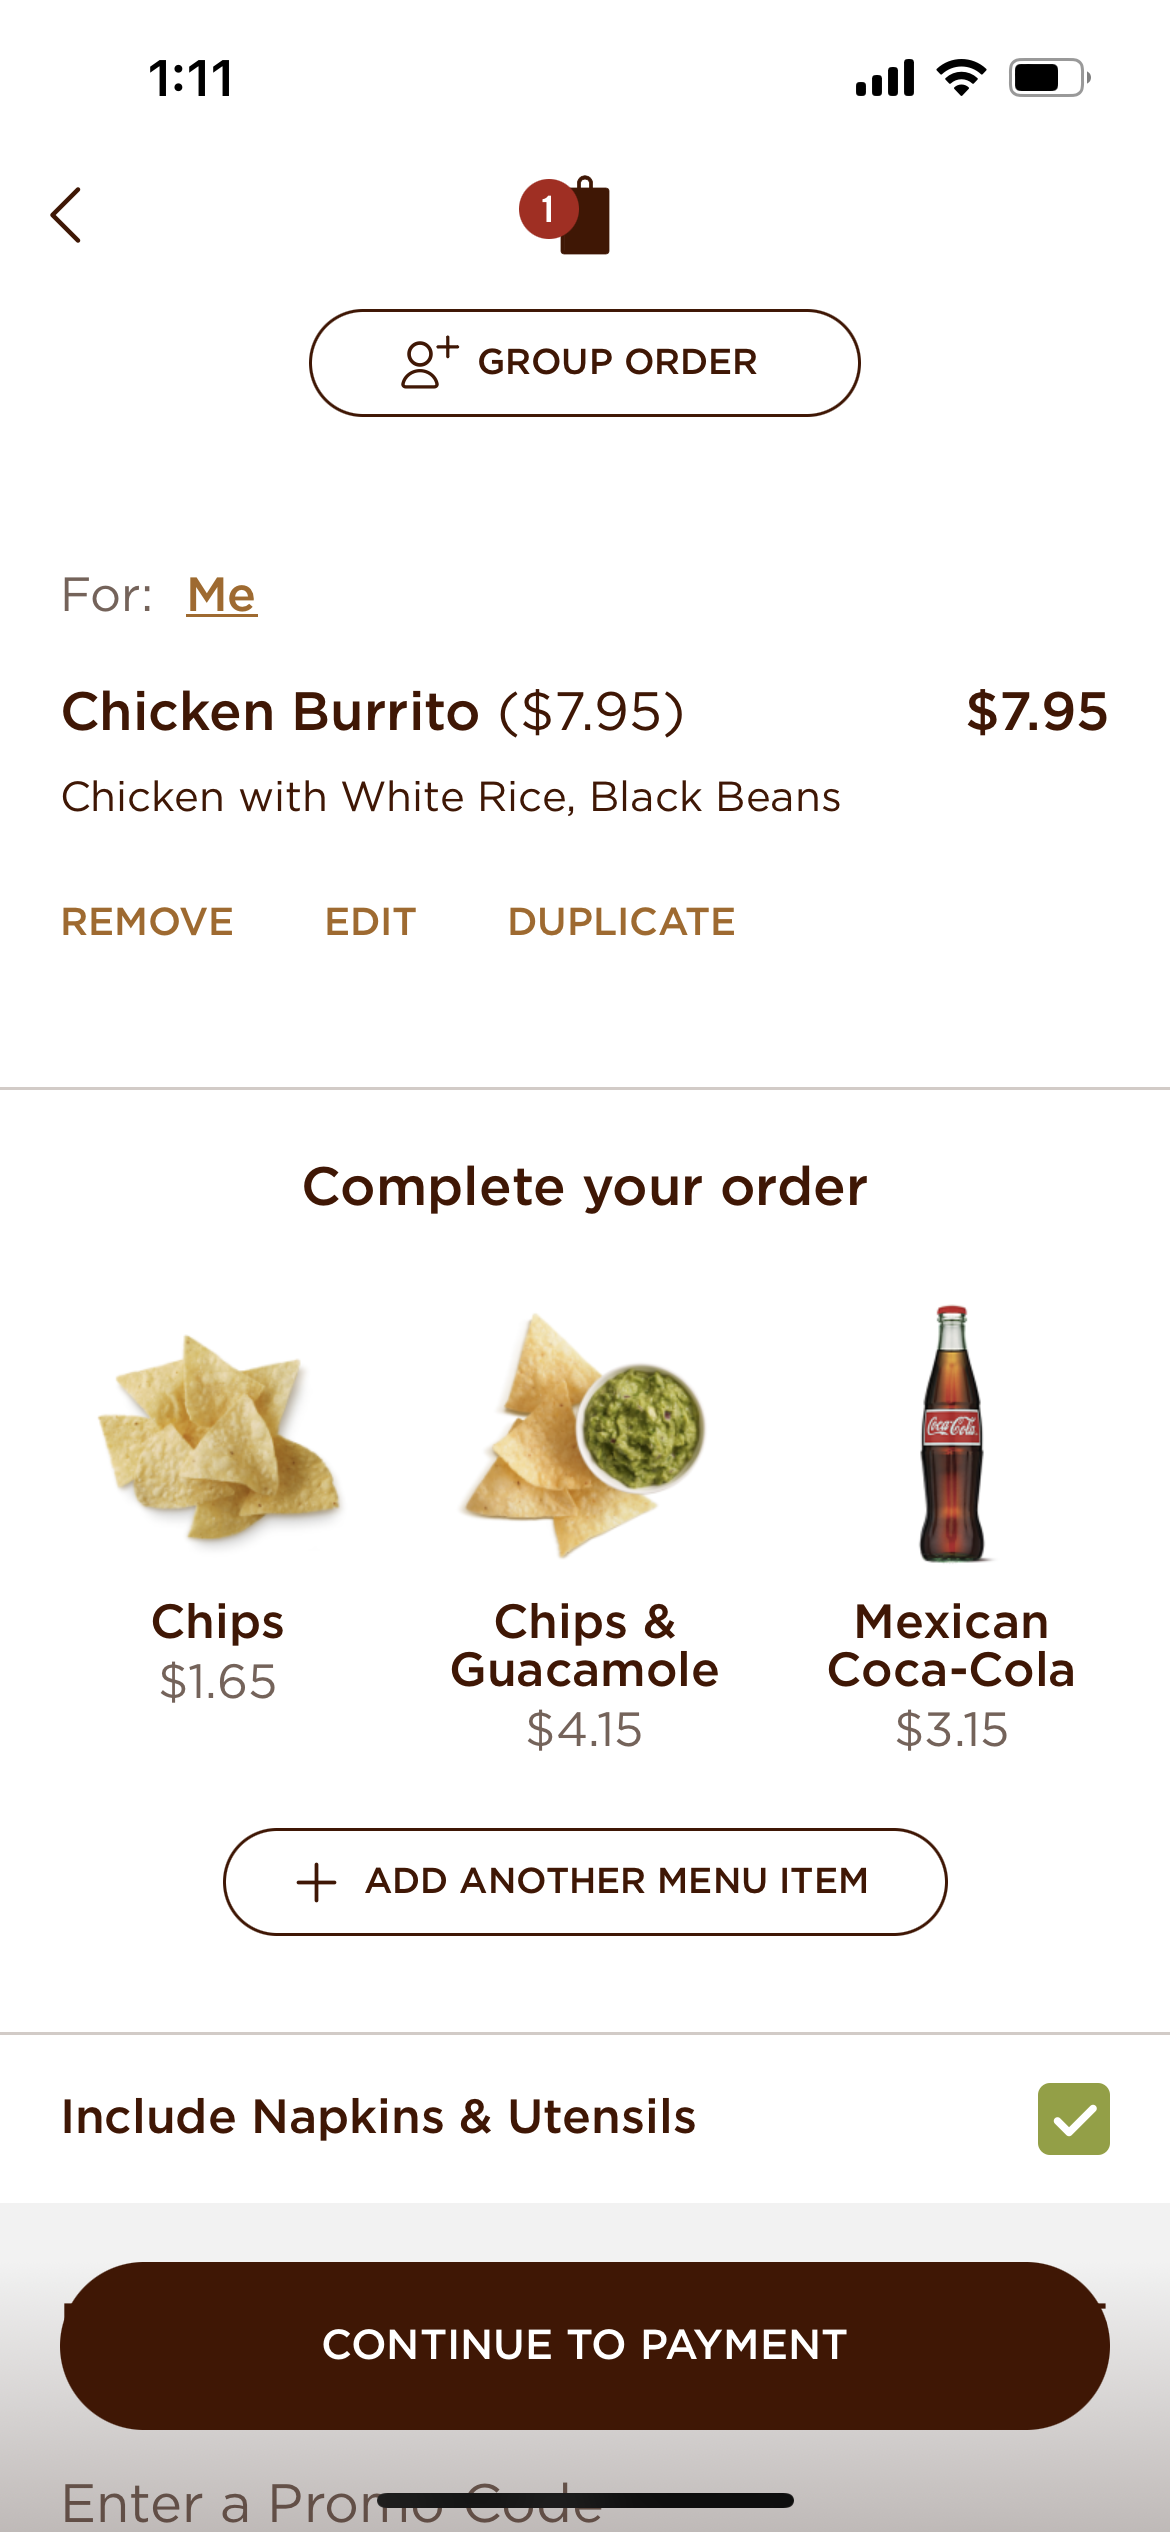 1:11
1
GROUP ORDER
For: Me
Chicken Burrito ($7.95) $7.95
Chicken with White Rice, Black Beans
REMOVE EDIT DUPLICATE
Complete your order
Coca-Cola
Chips
$1.65
Chips &
Guacamole
$4.15
Mexican
Coca-Cola
$3.15
ADD ANOTHER MENU ITEM
Include Napkins & Utensils
CONTINUE TO PAYMENT
Enter a Promo Code